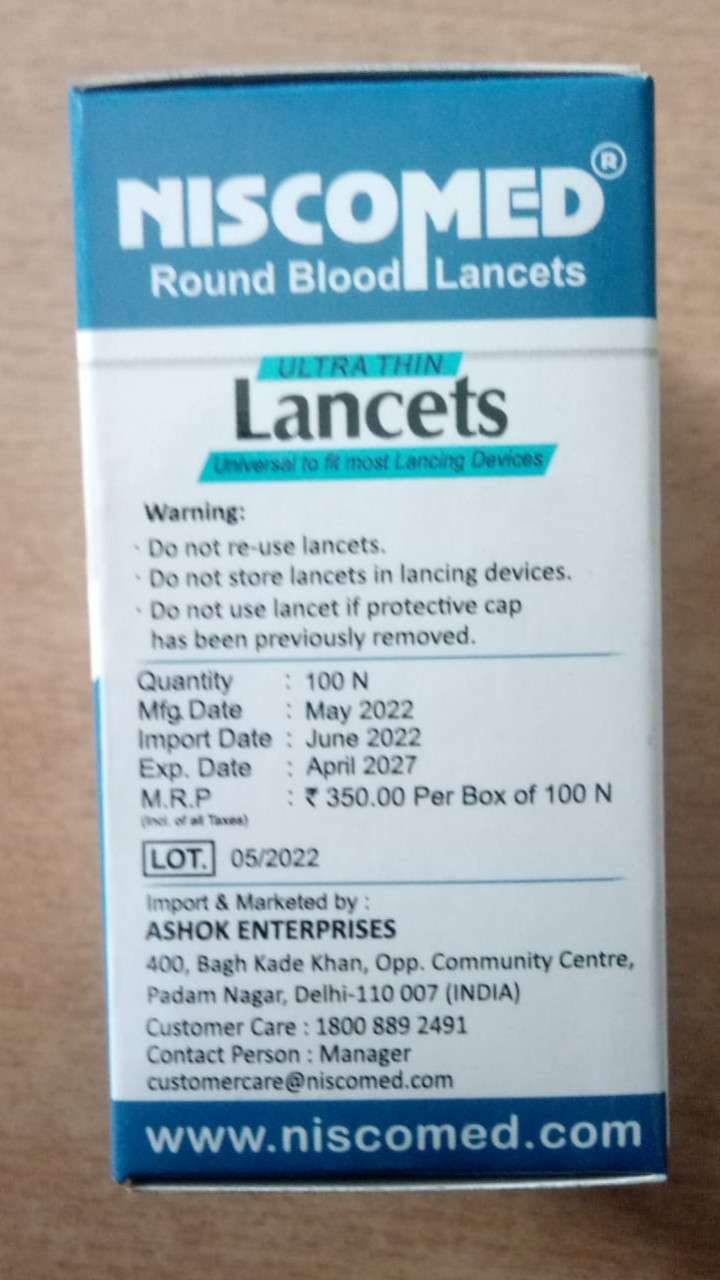 NISCOMED®
Round Blood Lancets
ULTRA THIN
Lancets
Universal to fit most Lancing Devices
Warning:
· Do not re-use lancets.
· Do not store lancets in lancing devices.
· Do not use lancet if protective cap
has been previously removed.
Quantity : 100 N
Mfg. Date : May 2022
Import Date : June 2022
Exp. Date : April 2027
M.R.P : ₹ 350.00 Per Box of 100 N
(Incl. of all Taxes)
LOT. 05/2022
Import & Marketed by :
ASHOK ENTERPRISES
400, Bagh Kade Khan, Opp. Community Centre,
Padam Nagar, Delhi-110 007 (INDIA)
Customer Care : 1800 889 2491
Contact Person : Manager
customercare@niscomed.com
www.niscomed.com